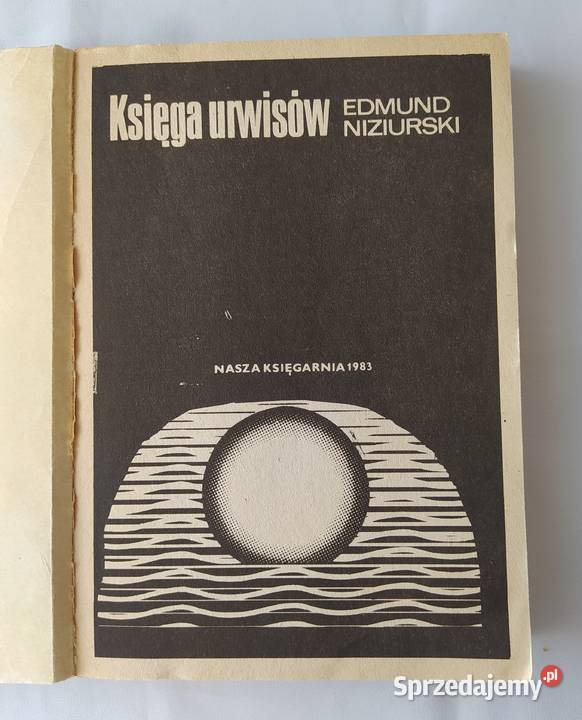 Księga urwisów
EDMUND
NIZIURSKI
NASZA KSIĘGARNIA 1983
Sprzedajemy.pl